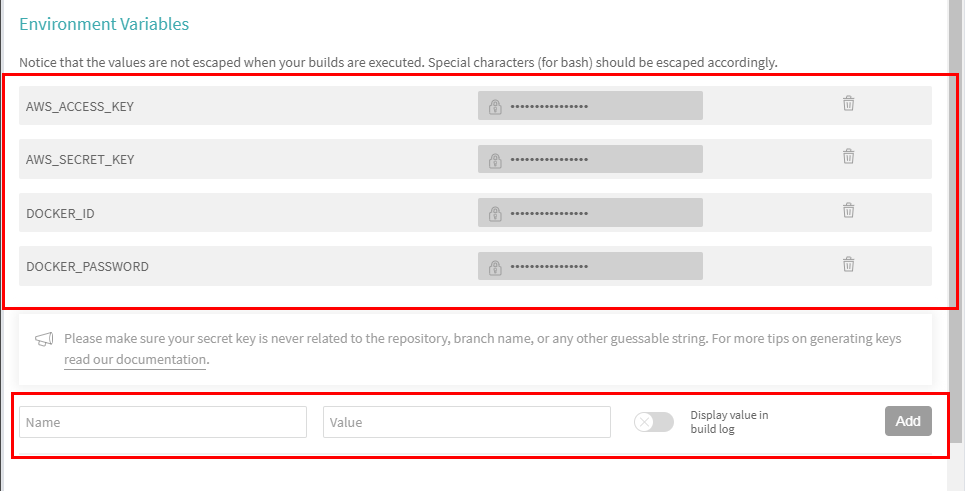 Environment Variables
Notice that the values are not escaped when your builds are executed. Special characters (for bash) should be escaped accordingly.
AWS_ACCESS_KEY ••••••••••••••••
AWS_SECRET_KEY ••••••••••••••••
DOCKER_ID ••••••••••••••••
DOCKER_PASSWORD ••••••••••••••••
Please make sure your secret key is never related to the repository, branch name, or any other guessable string. For more tips on generating keys
read our documentation.
Name Value Display value in Add
build log